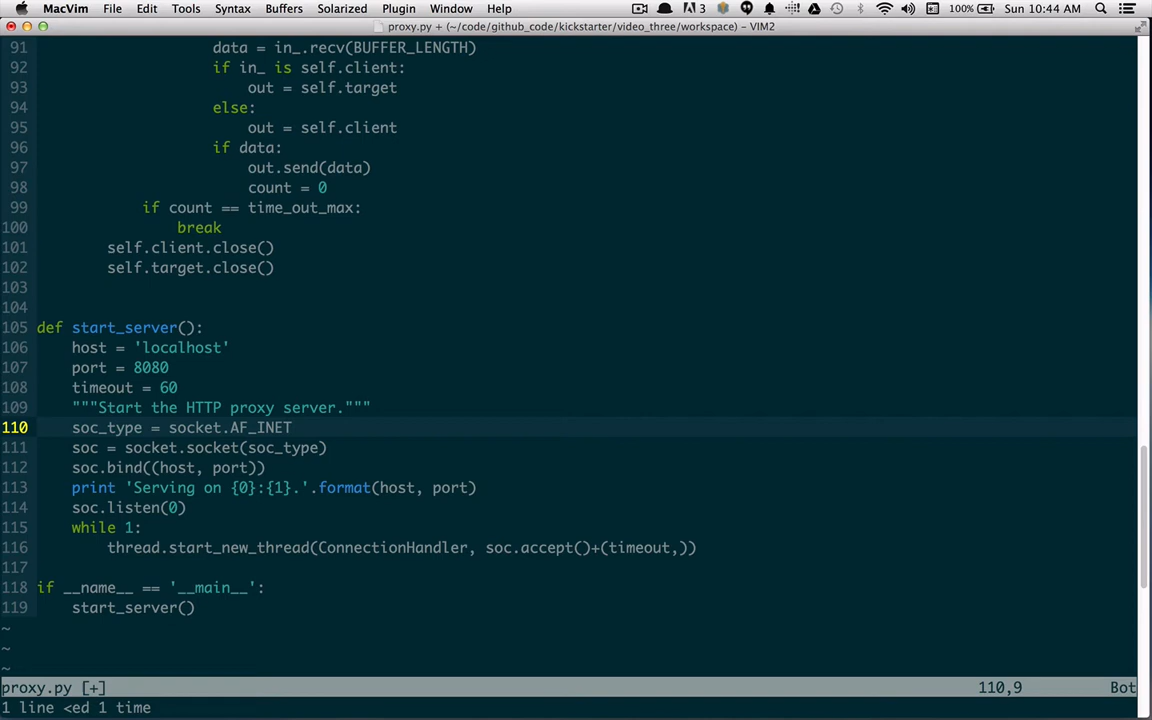 MacVim File Edit Tools Syntax Buffers Solarized Plugin Window Help 3 100% Sun 10:44 AM
proxy.py + (~/code/github_code/kickstarter/video_three/workspace) – VIM2
91 data = in_.recv(BUFFER_LENGTH)
92 if in_ is self.client:
93 out = self.target
94 else:
95 out = self.client
96 if data:
97 out.send(data)
98 count = 0
99 if count == time_out_max:
100 break
101 self.client.close()
102 self.target.close()
103
104
105 def start_server():
106 host = 'localhost'
107 port = 8080
108 timeout = 60
109 """Start the HTTP proxy server."""
110 soc_type = socket.AF_INET
111 soc = socket.socket(soc_type)
112 soc.bind((host, port))
113 print 'Serving on {0}:{1}.'.format(host, port)
114 soc.listen(0)
115 while 1:
116 thread.start_new_thread(ConnectionHandler, soc.accept()+(timeout,))
117
118 if __name__ == '__main__':
119 start_server()
~
~
~
proxy.py [+] 110,9 Bot
1 line <ed 1 time